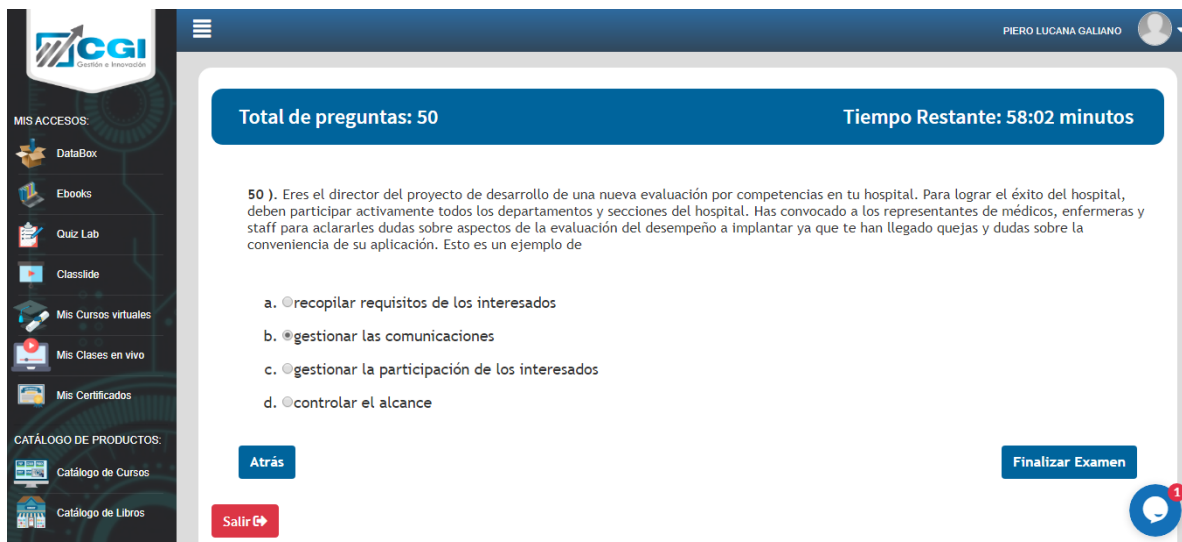 CGI
Gestión e Innovación
PIERO LUCANA GALIANO
MIS ACCESOS:
DataBox
Ebooks
Quiz Lab
Classlide
Mis Cursos virtuales
Mis Clases en vivo
Mis Certificados
CATÁLOGO DE PRODUCTOS:
Catálogo de Cursos
Catálogo de Libros
Total de preguntas: 50
Tiempo Restante: 58:02 minutos
50 ). Eres el director del proyecto de desarrollo de una nueva evaluación por competencias en tu hospital. Para lograr el éxito del hospital,
deben participar activamente todos los departamentos y secciones del hospital. Has convocado a los representantes de médicos, enfermeras y
staff para aclararles dudas sobre aspectos de la evaluación del desempeño a implantar ya que te han llegado quejas y dudas sobre la
conveniencia de su aplicación. Esto es un ejemplo de
a. recopilar requisitos de los interesados
b. gestionar las comunicaciones
c. gestionar la participación de los interesados
d. controlar el alcance
Atrás
Finalizar Examen
Salir
1